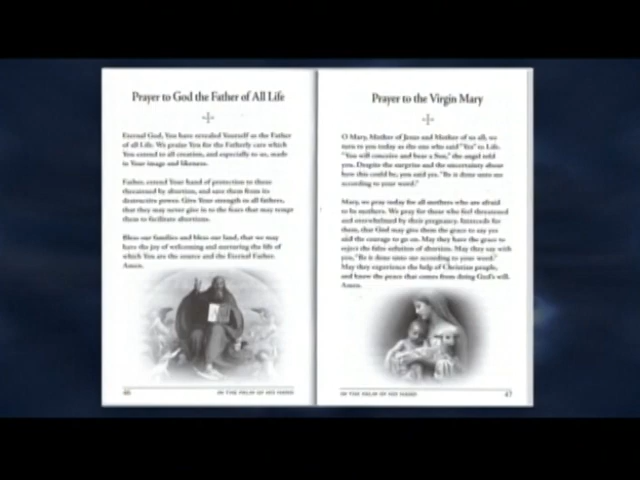 Prayer to God the Father of All Life
Eternal God, You have revealed Yourself as the Father
of all Life. We praise You for the Fatherly care which
You extend to all creation, and especially to us, made
in Your image and likeness.
Father, extend Your hand of protection to those
threatened by abortion, and save them from its
destructive power. Give Your strength to all fathers,
that they may never give in to the fears that may tempt
them to facilitate abortions.
Bless our families and bless our land, that we may
have the joy of welcoming and nurturing the life of
which You are the source and the Eternal Father.
Amen.
46
IN THE PALM OF HIS HAND
Prayer to the Virgin Mary
O Mary, Mother of Jesus and Mother of us all, we
turn to you today as the one who said "Yes" to Life.
"You will conceive and bear a Son," the angel told
you. Despite the surprise and the uncertainty about
how this could be, you said yes. "Be it done unto me
according to your word."
Mary, we pray today for all mothers who are afraid
to be mothers. We pray for those who feel threatened
and overwhelmed by their pregnancy. Intercede for
them, that God may give them the grace to say yes
and the courage to go on. May they have the grace to
reject the false solution of abortion. May they say with
you, "Be it done unto me according to your word."
May they experience the help of Christian people,
and know the peace that comes from doing God's will.
Amen.
IN THE PALM OF HIS HAND
47